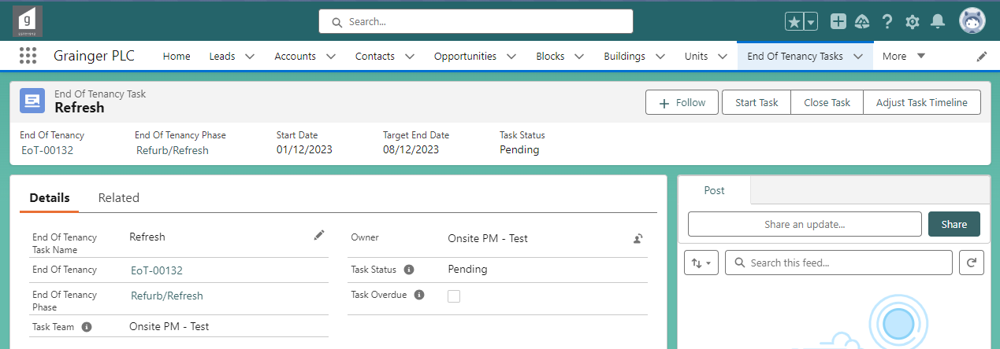 g
Search...
Grainger PLC Home Leads Accounts Contacts Opportunities Blocks Buildings Units End Of Tenancy Tasks More
End Of Tenancy Task
Refresh
Follow Start Task Close Task Adjust Task Timeline
End Of Tenancy End Of Tenancy Phase Start Date Target End Date Task Status
EoT-00132 Refurb/Refresh 01/12/2023 08/12/2023 Pending
Details Related
End Of Tenancy
Task Name
Refresh
Owner Onsite PM - Test
End Of Tenancy EoT-00132
Task Status Pending
End Of Tenancy
Phase
Refurb/Refresh
Task Overdue
Task Team Onsite PM - Test
Post
Share an update... Share
Search this feed...